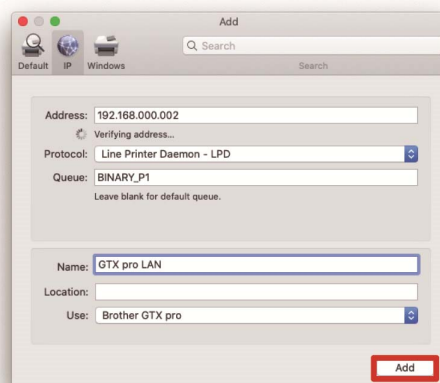 Add
Search
Default IP Windows Search
Address: 192.168.000.002
Verifying address...
Protocol: Line Printer Daemon - LPD
Queue: BINARY_P1
Leave blank for default queue.
Name: GTX pro LAN
Location:
Use: Brother GTX pro
Add